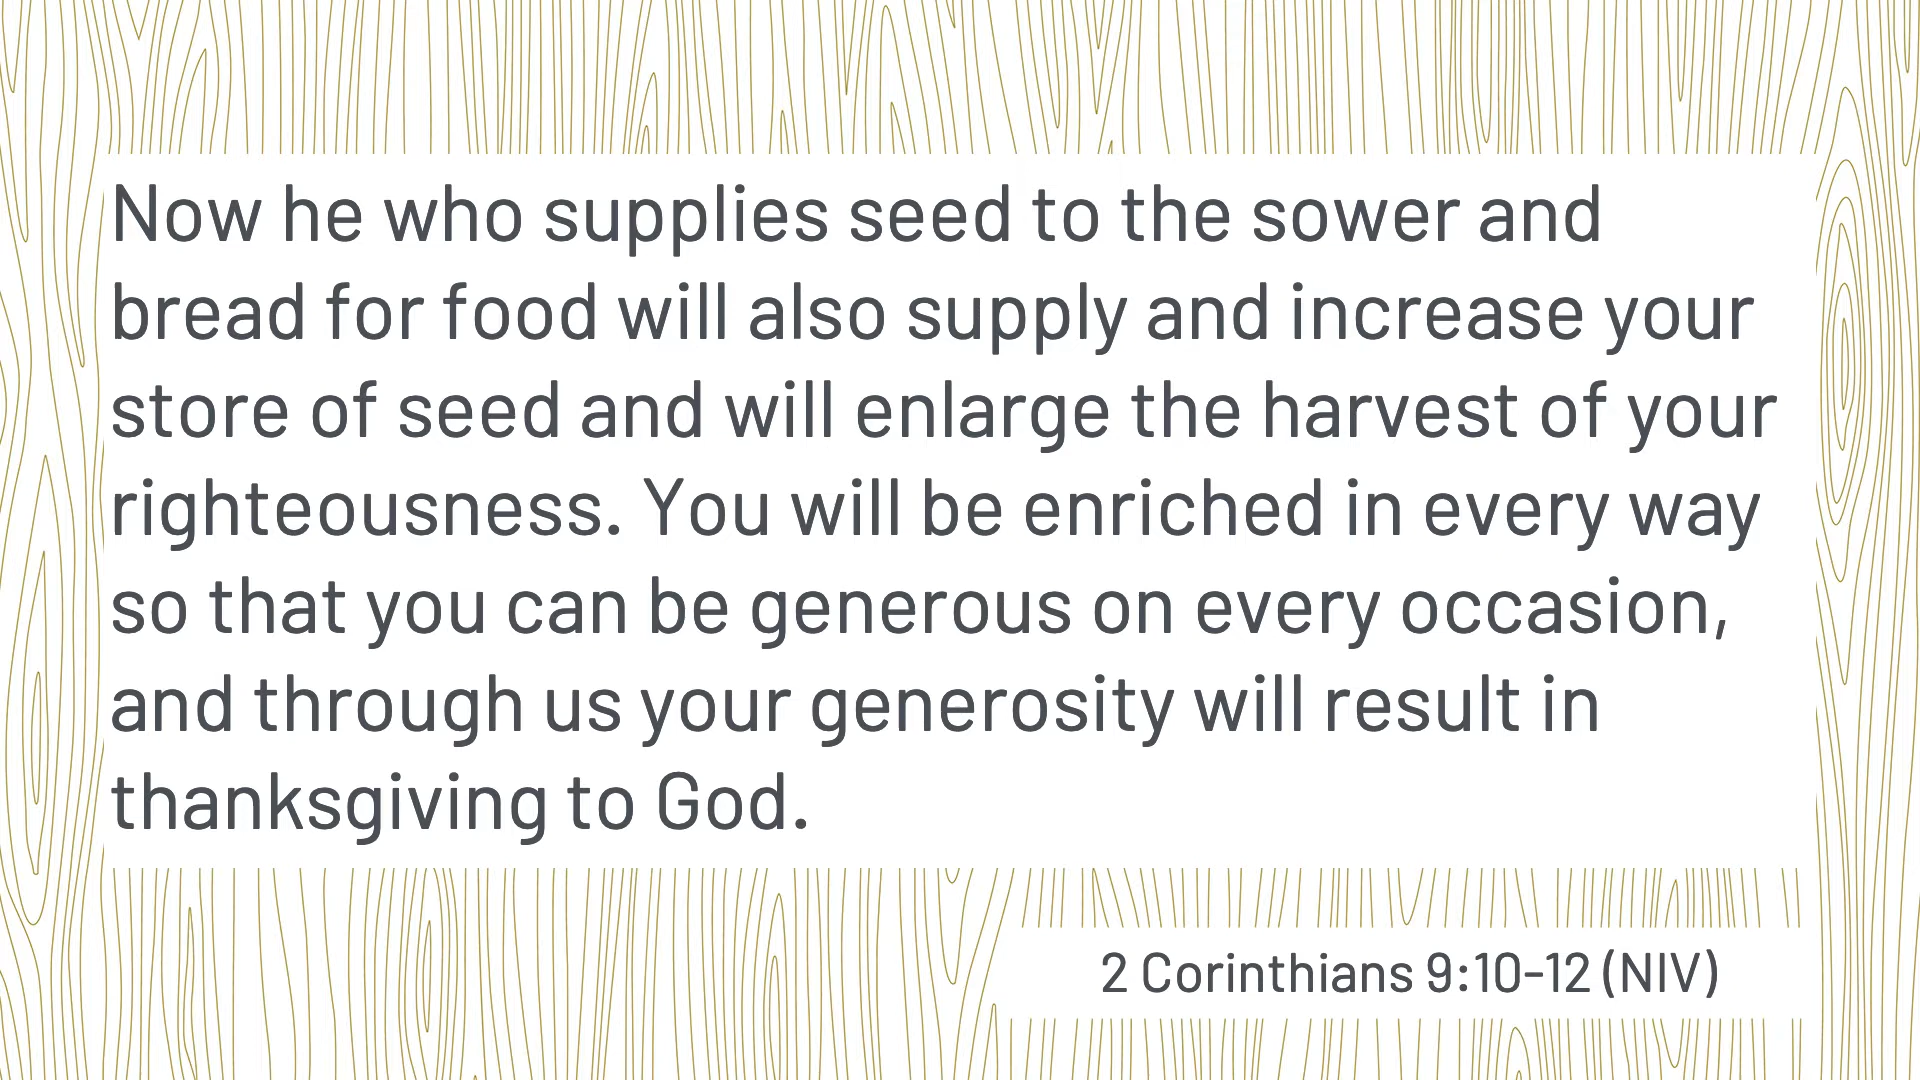 Now he who supplies seed to the sower and
bread for food will also supply and increase your
store of seed and will enlarge the harvest of your
righteousness. You will be enriched in every way
so that you can be generous on every occasion,
and through us your generosity will result in
thanksgiving to God.
2 Corinthians 9:10-12 (NIV)